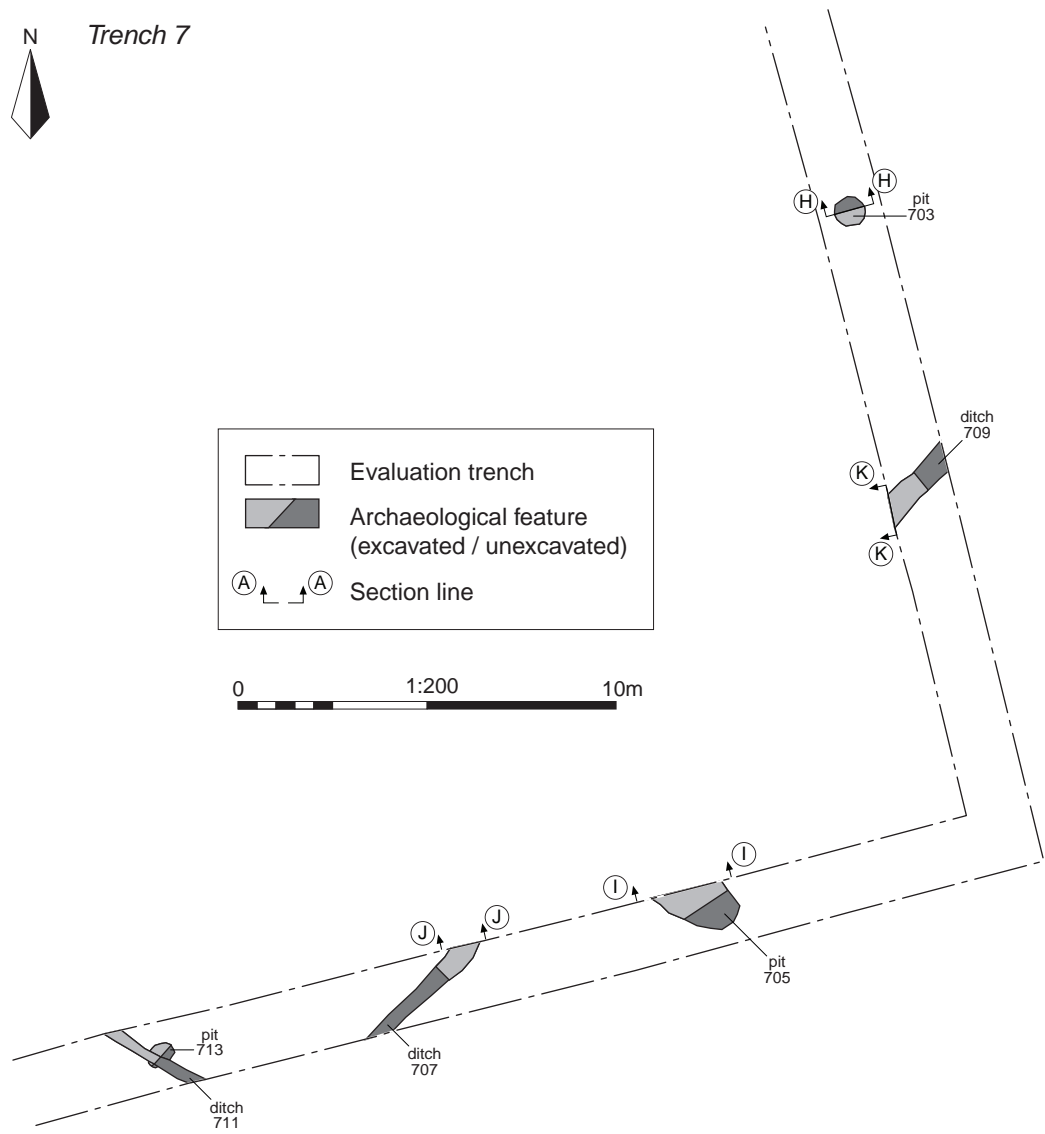 N
Trench 7
H
H
pit
703
ditch
709
K
K
Evaluation trench
Archaeological feature
(excavated / unexcavated)
A A Section line
0 1:200 10m
I
I
J
J
pit
705
pit
713
ditch
707
ditch
711